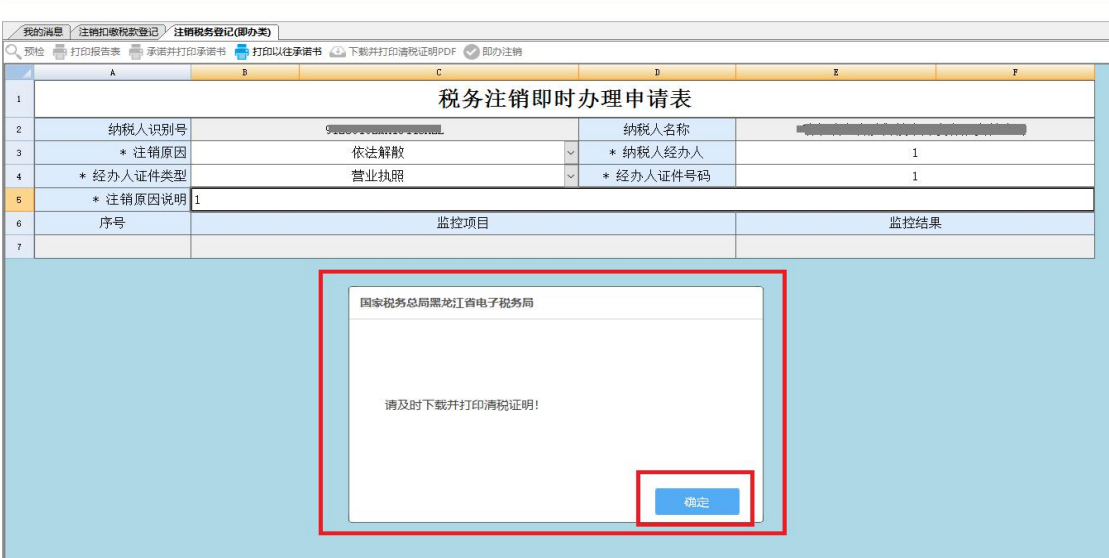 我的消息 注销扣缴税款登记 注销税务登记(即办类)
预检 打印报告表 承诺并打印承诺书 打印以往承诺书 下载并打印清税证明PDF 即办注销
A B C D E F
1 税务注销即时办理申请表
2 纳税人识别号 纳税人名称
3 * 注销原因 依法解散 * 纳税人经办人 1
4 * 经办人证件类型 营业执照 * 经办人证件号码 1
5 * 注销原因说明 1
6 序号 监控项目 监控结果
7
国家税务总局黑龙江省电子税务局
请及时下载并打印清税证明!
确定